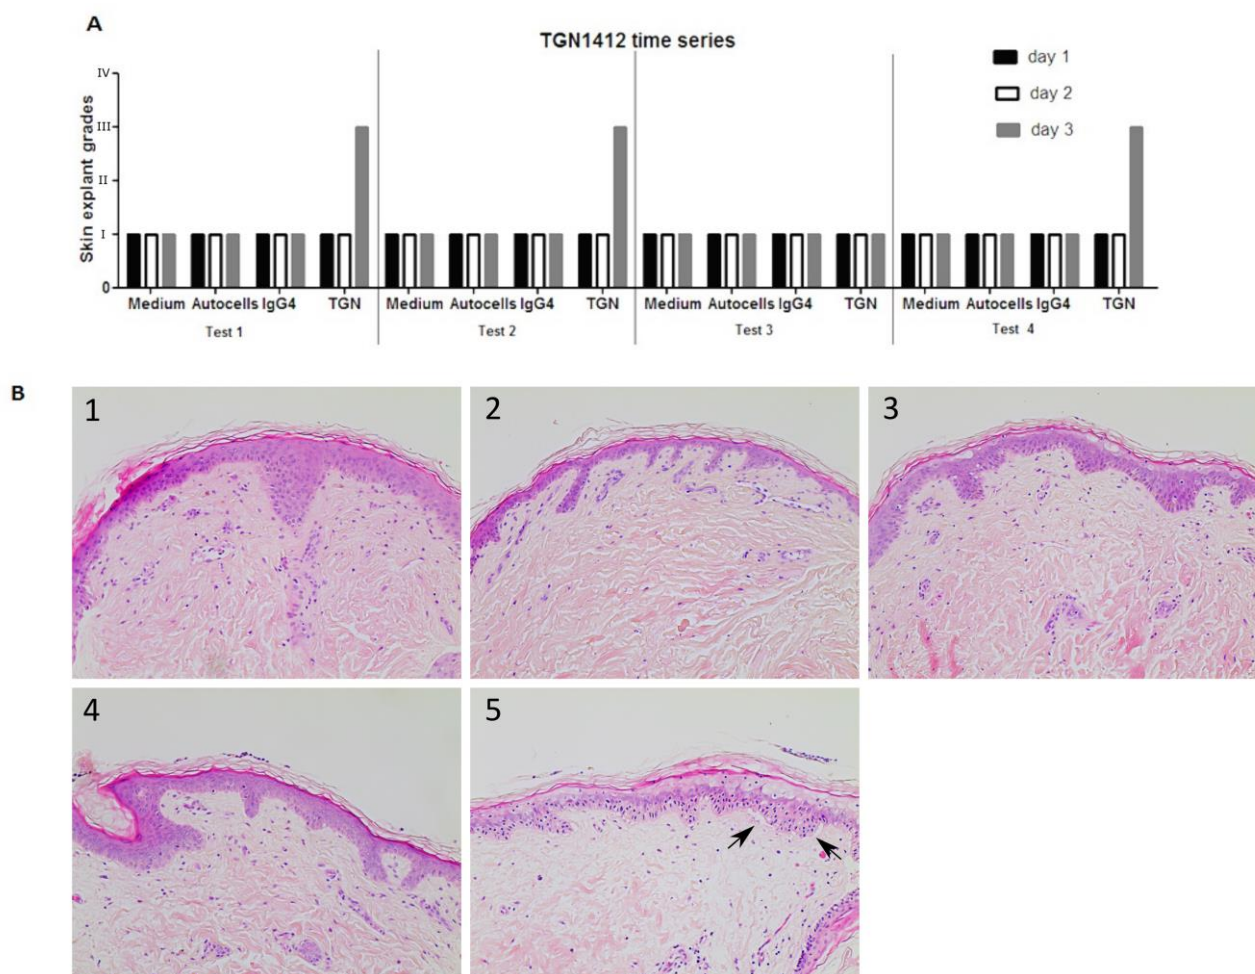 A
TGN1412 time series
day 1
day 2
day 3
Skin explant grades
IV
III
II
I
0
Medium Autocells IgG4 TGN Medium Autocells IgG4 TGN Medium Autocells IgG4 TGN Medium Autocells IgG4 TGN
Test 1 Test 2 Test 3 Test 4
B
1 2 3
4 5